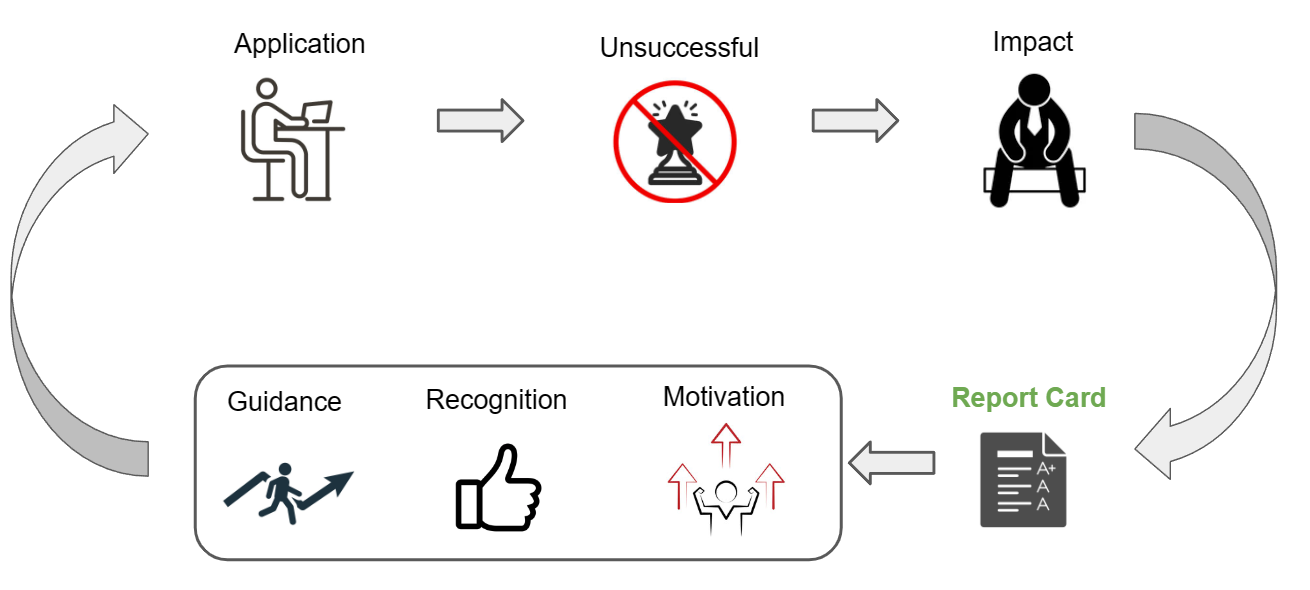 Application
Unsuccessful
Impact
Guidance
Recognition
Motivation
Report Card
A+
A
A